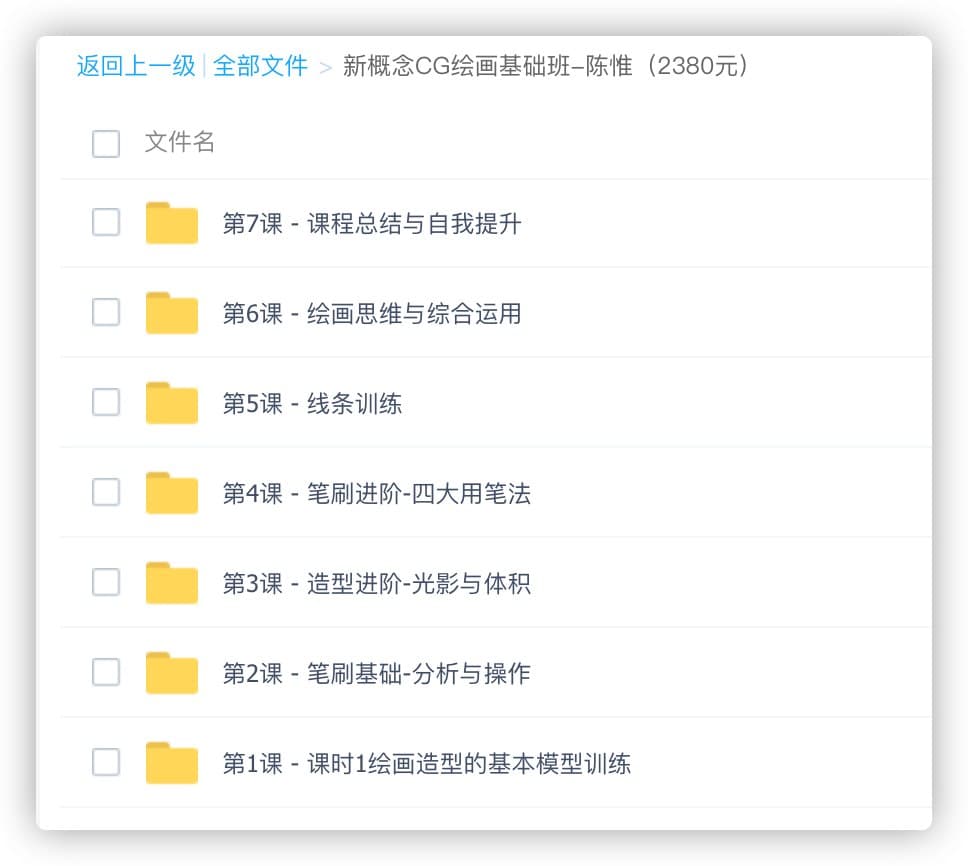 返回上一级|全部文件 > 新概念CG绘画基础班-陈惟（2380元）
文件名
第7课 - 课程总结与自我提升
第6课 - 绘画思维与综合运用
第5课 - 线条训练
第4课 - 笔刷进阶-四大用笔法
第3课 - 造型进阶-光影与体积
第2课 - 笔刷基础-分析与操作
第1课 - 课时1绘画造型的基本模型训练